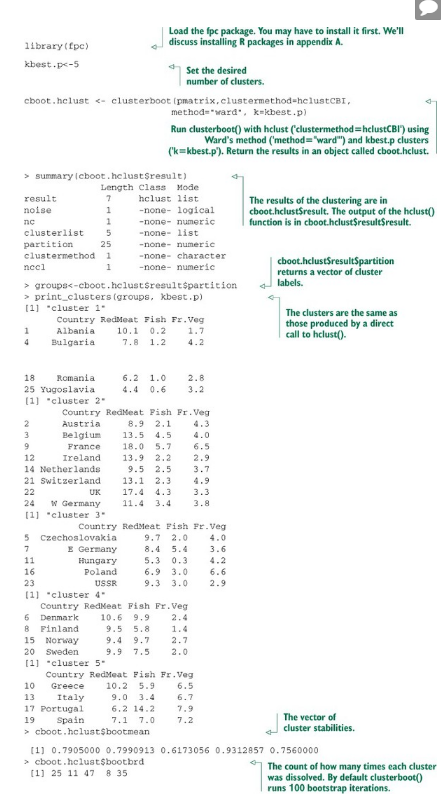 Load the fpc package. You may have to install it first. We'll
discuss installing R packages in appendix A.
library(fpc)
kbest.p<-5
Set the desired
number of clusters.
cboot.hclust <- clusterboot(pmatrix,clustermethod=hclustCBI,
method="ward", k=kbest.p)
Run clusterboot() with hclust ('clustermethod=hclustCBI') using
Ward's method ('method="ward"') and kbest.p clusters
('k=kbest.p'). Return the results in an object called cboot.hclust.
> summary(cboot.hclust$result)
Length Class Mode
result 7 hclust list
noise 1 -none- logical
nc 1 -none- numeric
clusterlist 5 -none- list
partition 25 -none- numeric
clustermethod 1 -none- character
nccl 1 -none- numeric
The results of the clustering are in
cboot.hclust$result. The output of the hclust()
function is in cboot.hclust$result$result.
> groups<-cboot.hclust$result$partition
cboot.hclust$result$partition
returns a vector of cluster
labels.
> print_clusters(groups, kbest.p)
The clusters are the same as
those produced by a direct
call to hclust().
[1] "cluster 1"
Country RedMeat Fish Fr.Veg
1 Albania 10.1 0.2 1.7
4 Bulgaria 7.8 1.2 4.2
18 Romania 6.2 1.0 2.8
25 Yugoslavia 4.4 0.6 3.2
[1] "cluster 2"
Country RedMeat Fish Fr.Veg
2 Austria 8.9 2.1 4.3
3 Belgium 13.5 4.5 4.0
9 France 18.0 5.7 6.5
12 Ireland 13.9 2.2 2.9
14 Netherlands 9.5 2.5 3.7
21 Switzerland 13.1 2.3 4.9
22 UK 17.4 4.3 3.3
24 W Germany 11.4 3.4 3.8
[1] "cluster 3"
Country RedMeat Fish Fr.Veg
5 Czechoslovakia 9.7 2.0 4.0
7 E Germany 8.4 5.4 3.6
11 Hungary 5.3 0.3 4.2
16 Poland 6.9 3.0 6.6
23 USSR 9.3 3.0 2.9
[1] "cluster 4"
Country RedMeat Fish Fr.Veg
6 Denmark 10.6 9.9 2.4
8 Finland 9.5 5.8 1.4
15 Norway 9.4 9.7 2.7
20 Sweden 9.9 7.5 2.0
[1] "cluster 5"
Country RedMeat Fish Fr.Veg
10 Greece 10.2 5.9 6.5
13 Italy 9.0 3.4 6.7
17 Portugal 6.2 14.2 7.9
19 Spain 7.1 7.0 7.2
> cboot.hclust$bootmean
The vector of
cluster stabilities.
[1] 0.7905000 0.7990913 0.6173056 0.9312857 0.7560000
> cboot.hclust$bootbrd
[1] 25 11 47 8 35
The count of how many times each cluster
was dissolved. By default clusterboot()
runs 100 bootstrap iterations.